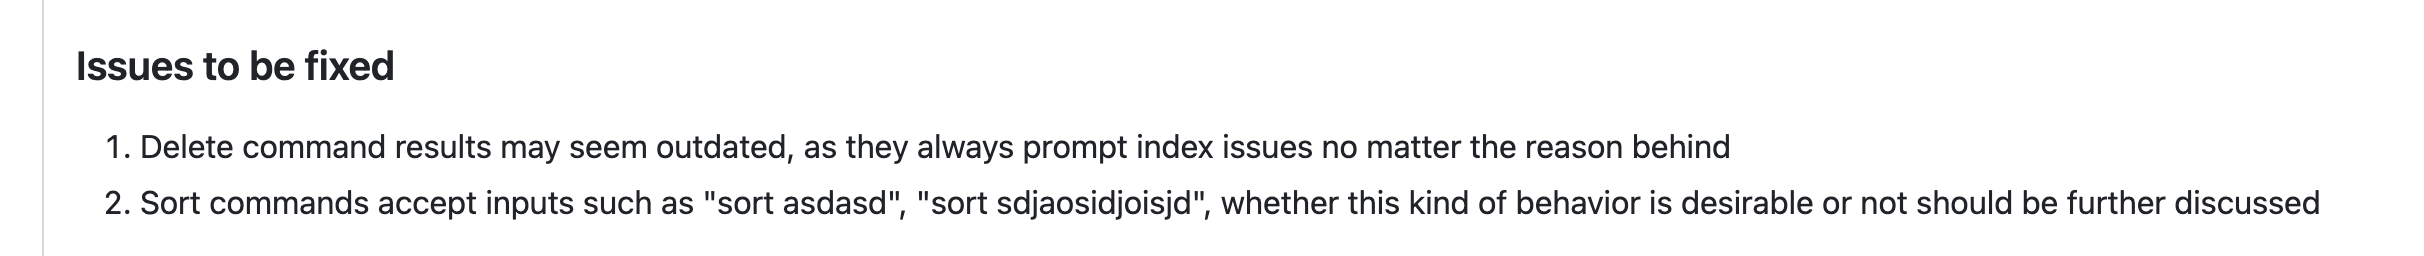 Issues to be fixed
1. Delete command results may seem outdated, as they always prompt index issues no matter the reason behind
2. Sort commands accept inputs such as "sort asdasd", "sort sdjaosidjoisjd", whether this kind of behavior is desirable or not should be further discussed